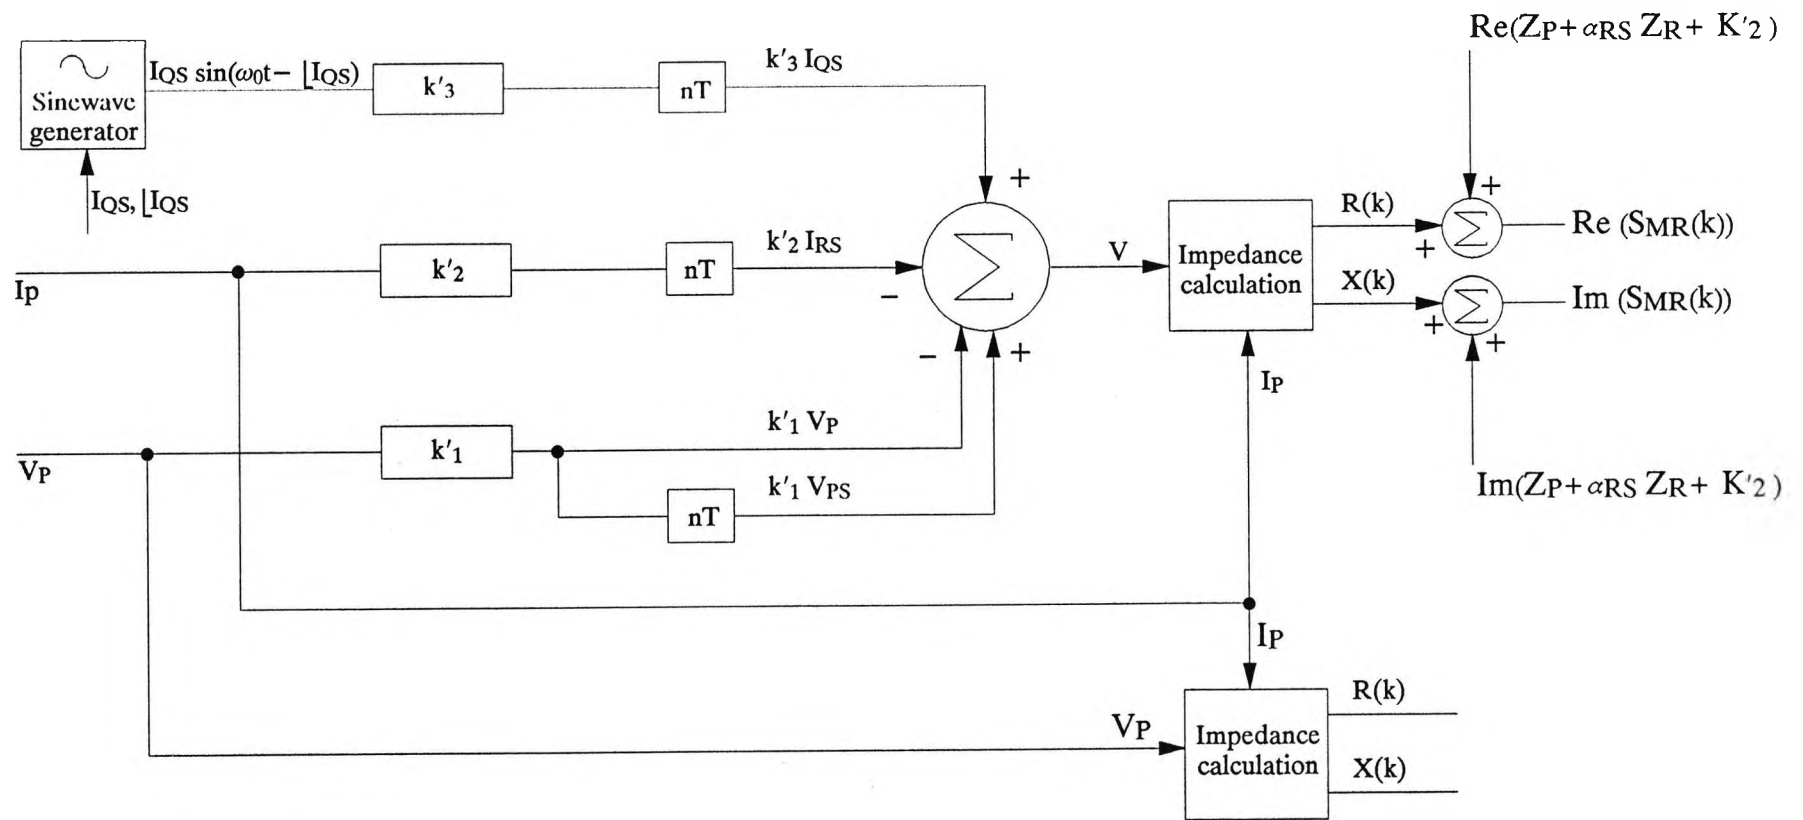 Re(ZP+αRS ZR+ K'2)
Sinewave
generator
IQS sin(ω0t− ⌊IQS)
k'3
nT
k'3 IQS
IQS, ⌊IQS
+
Ip
k'2
nT
k'2 IRS
−
Σ
V
Impedance
calculation
R(k)
X(k)
+
+
Σ
Re (SMR(k))
Σ
+
+
Im (SMR(k))
−
+
IP
VP
k'1
k'1 VP
nT
k'1 VPS
Im(ZP+αRS ZR+ K'2)
IP
VP
Impedance
calculation
R(k)
X(k)